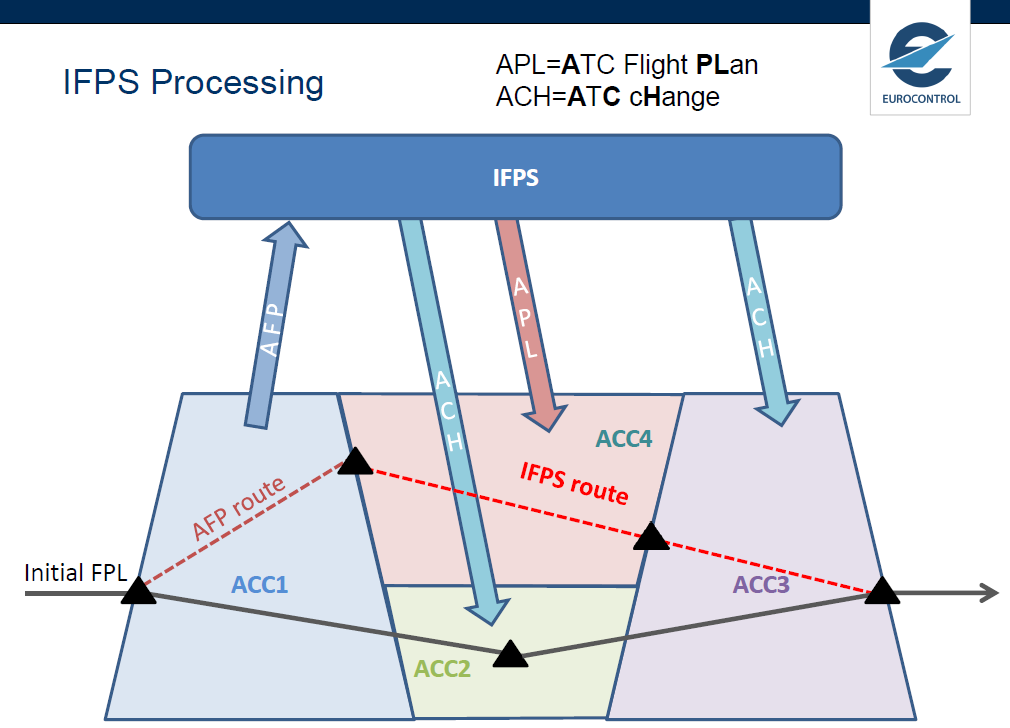 IFPS Processing
APL=ATC Flight PLan
ACH=ATC cHange
EUROCONTROL
IFPS
AFP
ACH
APL
ACH
ACC4
IFPS route
AFP route
Initial FPL
ACC1
ACC3
ACC2